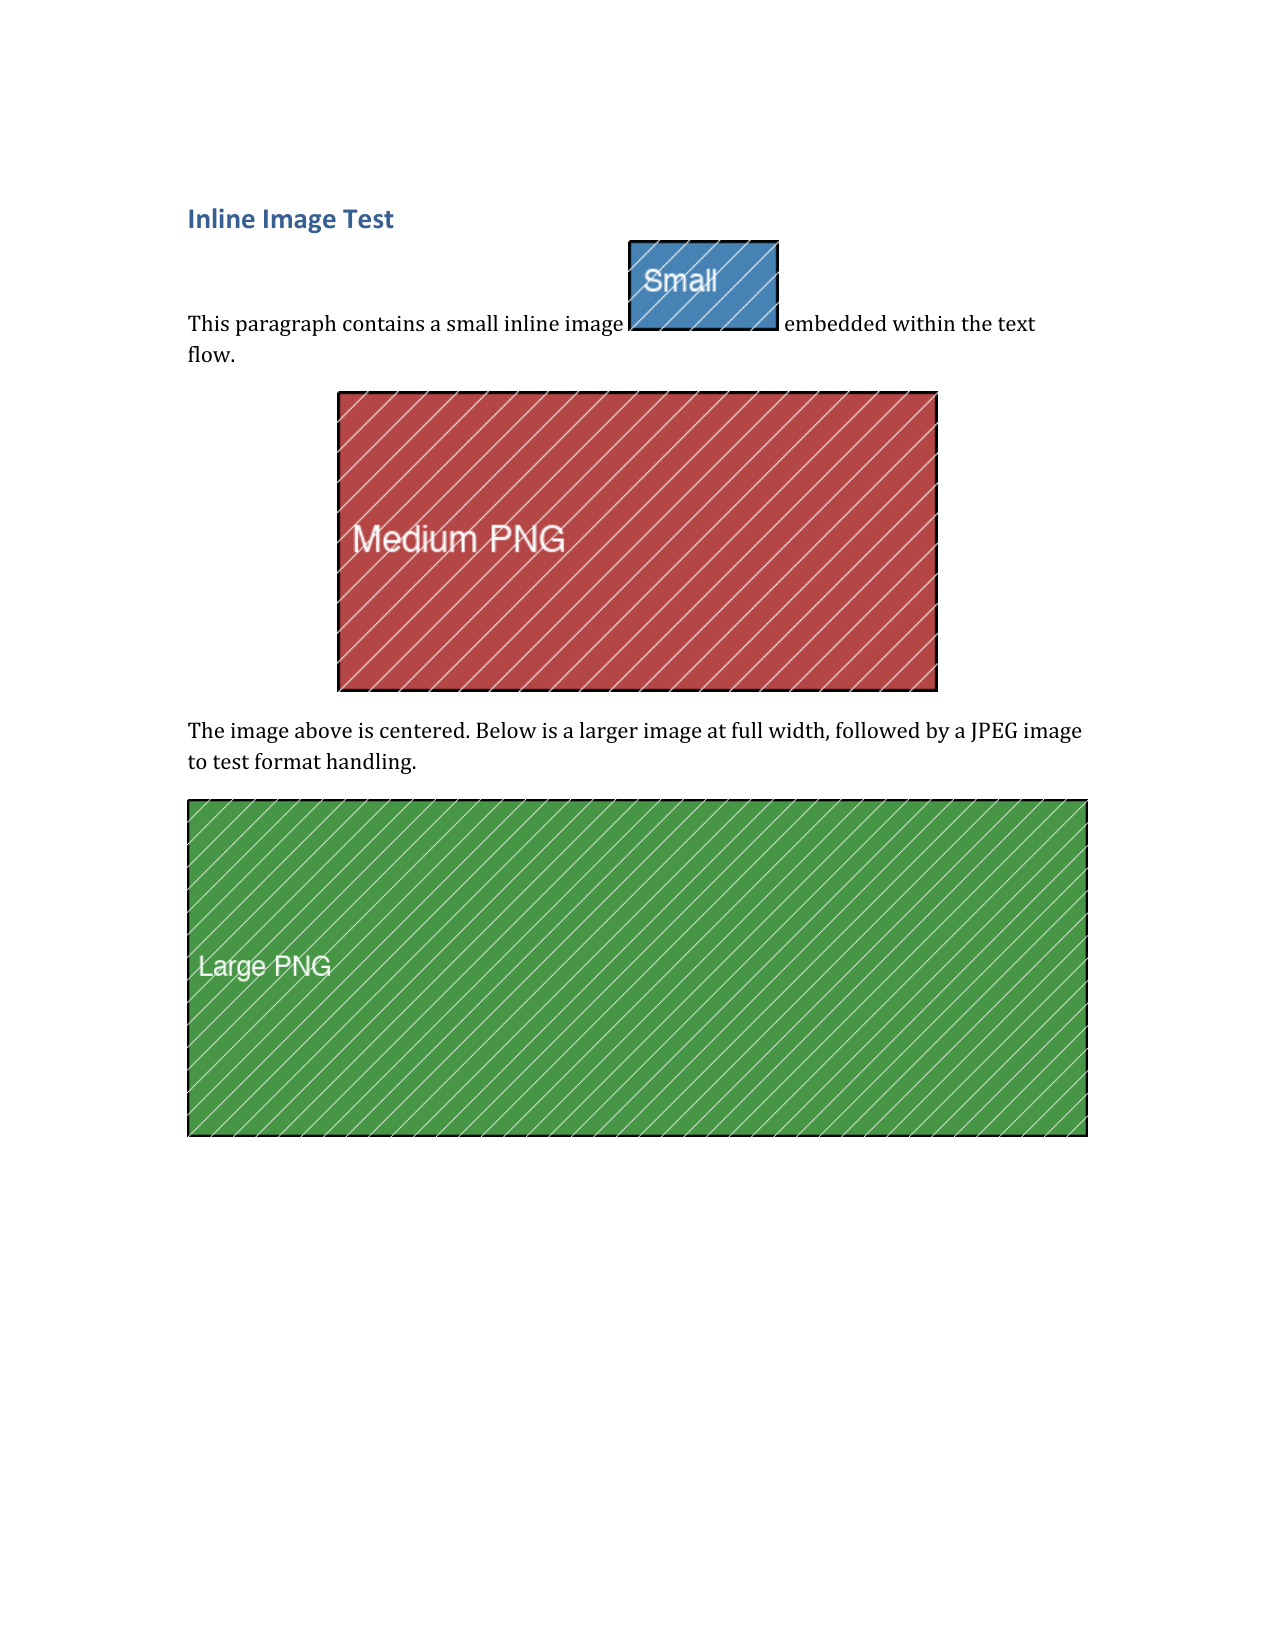 Inline Image Test
Small
This paragraph contains a small inline image embedded within the text
flow.
Medium PNG
The image above is centered. Below is a larger image at full width, followed by a JPEG image
to test format handling.
Large PNG